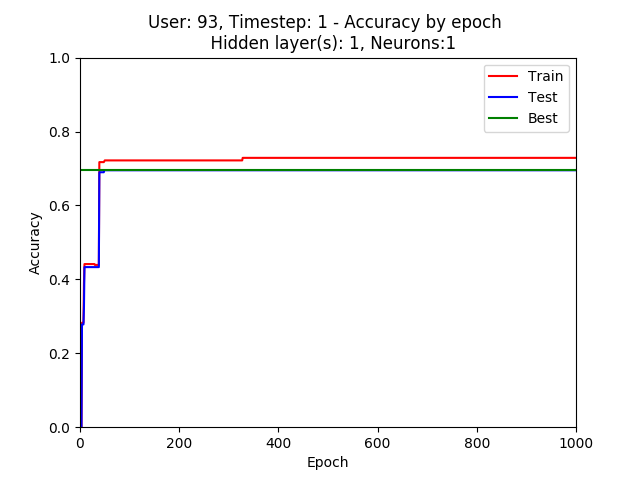 User: 93, Timestep: 1 - Accuracy by epoch
Hidden layer(s): 1, Neurons:1
1.0
0.8
0.6
0.4
0.2
0.0
Accuracy
Train
Test
Best
0 200 400 600 800 1000
Epoch